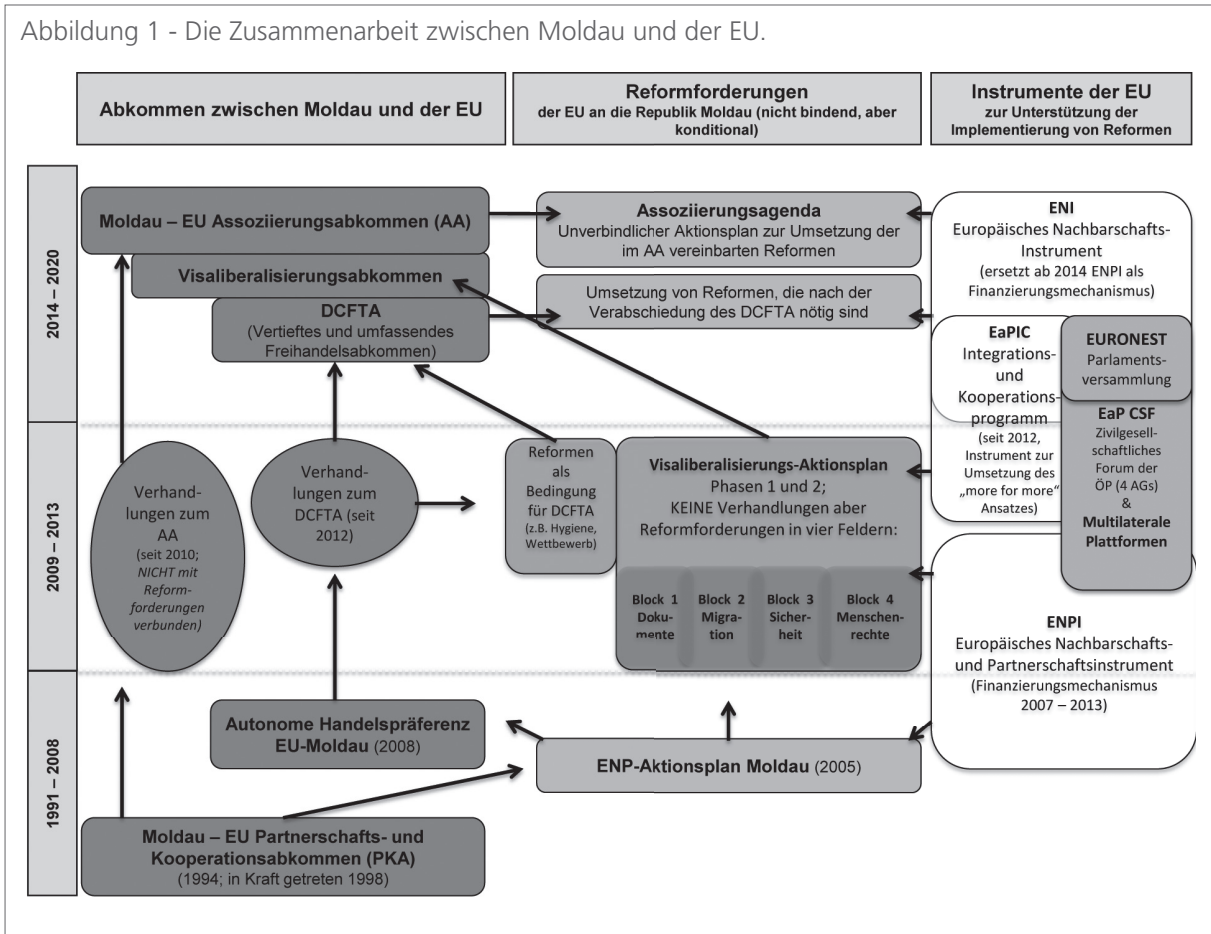 Abbildung 1 - Die Zusammenarbeit zwischen Moldau und der EU.
Abkommen zwischen Moldau und der EU
Reformforderungen
der EU an die Republik Moldau (nicht bindend, aber
konditional)
Instrumente der EU
zur Unterstützung der
Implementierung von Reformen
2014 – 2020
Moldau – EU Assoziierungsabkommen (AA)
Visaliberalisierungsabkommen
DCFTA
(Vertieftes und umfassendes
Freihandelsabkommen)
Assoziierungsagenda
Unverbindlicher Aktionsplan zur Umsetzung der
im AA vereinbarten Reformen
Umsetzung von Reformen, die nach der
Verabschiedung des DCFTA nötig sind
ENI
Europäisches Nachbarschafts-
Instrument
(ersetzt ab 2014 ENPI als
Finanzierungsmechanismus)
EaPIC
Integrations-
und
Kooperations-
programm
(seit 2012,
Instrument zur
Umsetzung des
„more for more“
Ansatzes)
EURONEST
Parlaments-
versammlung
EaP CSF
Zivilgesell-
schaftliches
Forum der
ÖP (4 AGs)
&
Multilaterale
Plattformen
2009 – 2013
Verhand-
lungen zum
AA
(seit 2010;
NICHT mit
Reform-
forderungen
verbunden)
Verhand-
lungen zum
DCFTA (seit
2012)
Reformen
als
Bedingung
für DCFTA
(z.B. Hygiene,
Wettbewerb)
Visaliberalisierungs-Aktionsplan
Phasen 1 und 2;
KEINE Verhandlungen aber
Reformforderungen in vier Feldern:
Block 1
Doku-
mente
Block 2
Migra-
tion
Block 3
Sicher-
heit
Block 4
Menschen-
rechte
ENPI
Europäisches Nachbarschafts-
und Partnerschaftsinstrument
(Finanzierungsmechanismus
2007 – 2013)
1991 – 2008
Autonome Handelspräferenz
EU-Moldau (2008)
ENP-Aktionsplan Moldau (2005)
Moldau – EU Partnerschafts- und
Kooperationsabkommen (PKA)
(1994; in Kraft getreten 1998)